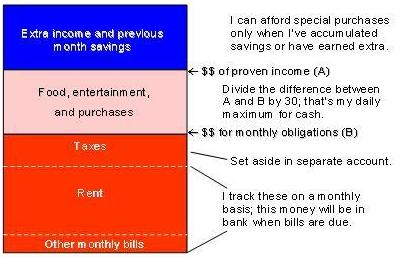 Extra income and previous
month savings
I can afford special purchases
only when I've accumulated
savings or have earned extra.
$$ of proven income (A)
Food, entertainment,
and purchases
Divide the difference between
A and B by 30; that's my daily
maximum for cash.
$$ for monthly obligations (B)
Taxes
Set aside in separate account.
Rent
I track these on a monthly
basis; this money will be in
bank when bills are due.
Other monthly bills